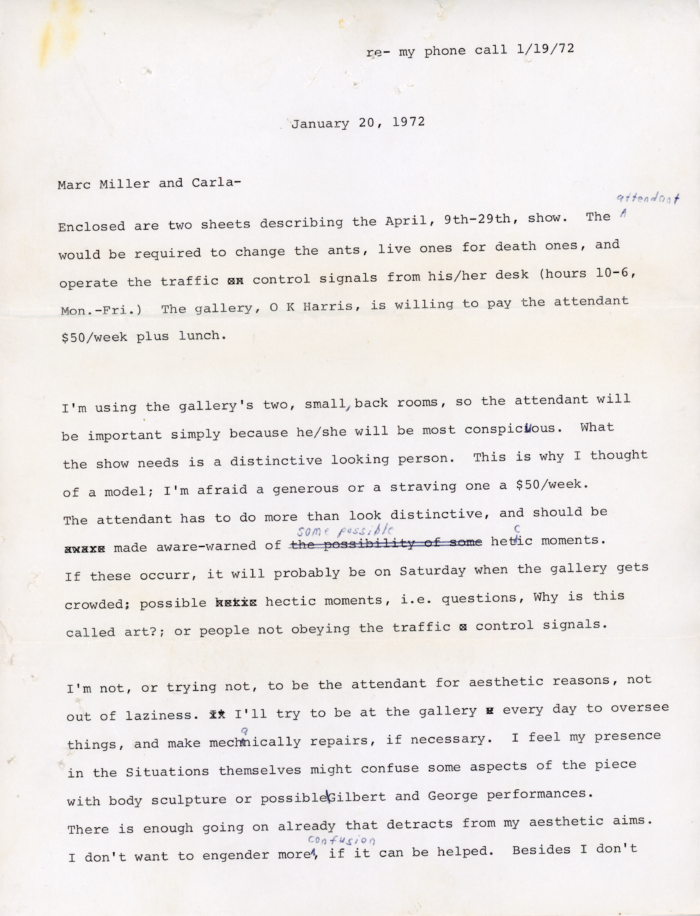 re- my phone call 1/19/72
January 20, 1972
Marc Miller and Carla-
attendant
Enclosed are two sheets describing the April, 9th-29th, show. The ^
would be required to change the ants, live ones for death ones, and
operate the traffic control signals from his/her desk (hours 10-6,
Mon.-Fri.) The gallery, O K Harris, is willing to pay the attendant
$50/week plus lunch.
I'm using the gallery's two, small, back rooms, so the attendant will
be important simply because he/she will be most conspicuous. What
the show needs is a distinctive looking person. This is why I thought
of a model; I'm afraid a generous or a straving one a $50/week.
The attendant has to do more than look distinctive, and should be
some possible c
made aware-warned of the possibility of some hetic moments.
If these occurr, it will probably be on Saturday when the gallery gets
crowded; possible hectic moments, i.e. questions, Why is this
called art?; or people not obeying the traffic control signals.
I'm not, or trying not, to be the attendant for aesthetic reasons, not
out of laziness. I'll try to be at the gallery every day to oversee
things, and make mechanically repairs, if necessary. I feel my presence
in the Situations themselves might confuse some aspects of the piece
with body sculpture or possible Gilbert and George performances.
There is enough going on already that detracts from my aesthetic aims.
confusion
I don't want to engender more^, if it can be helped. Besides I don't